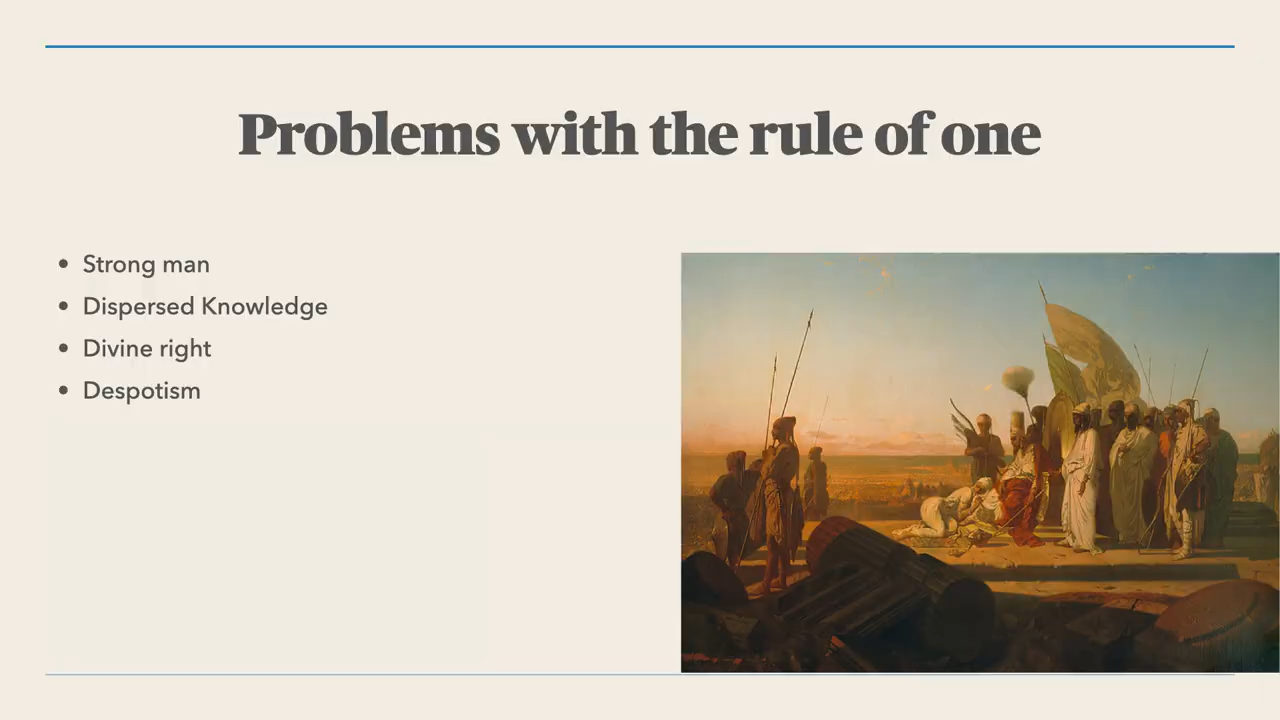 Problems with the rule of one
• Strong man
• Dispersed Knowledge
• Divine right
• Despotism